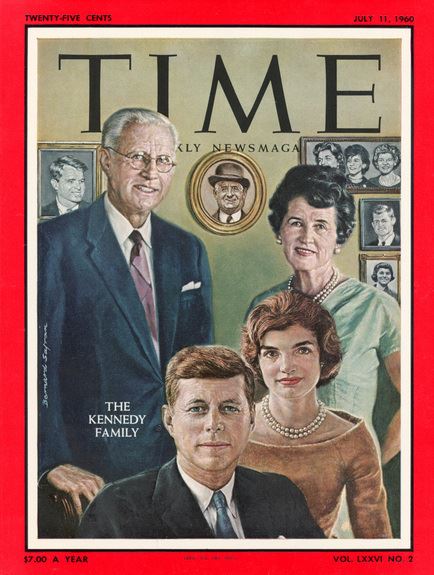 TWENTY-FIVE CENTS
JULY 11, 1960
TIME
KLY NEWSMAGA
THE
KENNEDY
FAMILY
Bernard Safran
$7.00 A YEAR
VOL. LXXVI NO. 2